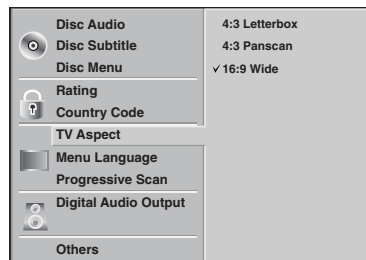 Disc Audio
Disc Subtitle
Disc Menu
Rating
Country Code
TV Aspect
Menu Language
Progressive Scan
Digital Audio Output
Others
4:3 Letterbox
4:3 Panscan
✓ 16:9 Wide